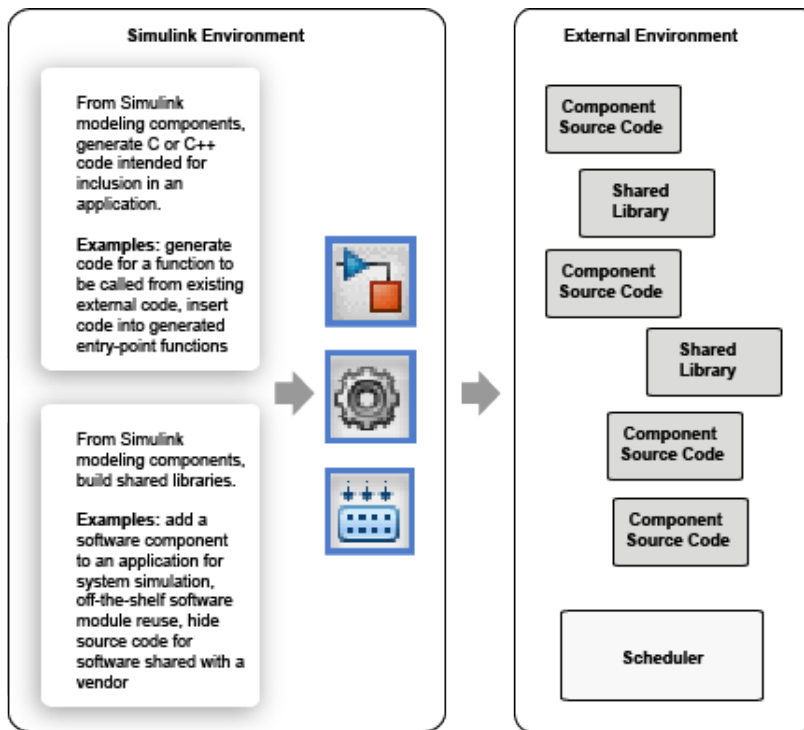 Simulink Environment
From Simulink
modeling components,
generate C or C++
code intended for
inclusion in an
application.
Examples: generate
code for a function to
be called from existing
external code, insert
code into generated
entry-point functions
From Simulink
modeling components,
build shared libraries.
Examples: add a
software component
to an application for
system simulation,
off-the-shelf software
module reuse, hide
source code for
software shared with a
vendor
External Environment
Component
Source Code
Shared
Library
Component
Source Code
Shared
Library
Component
Source Code
Component
Source Code
Scheduler